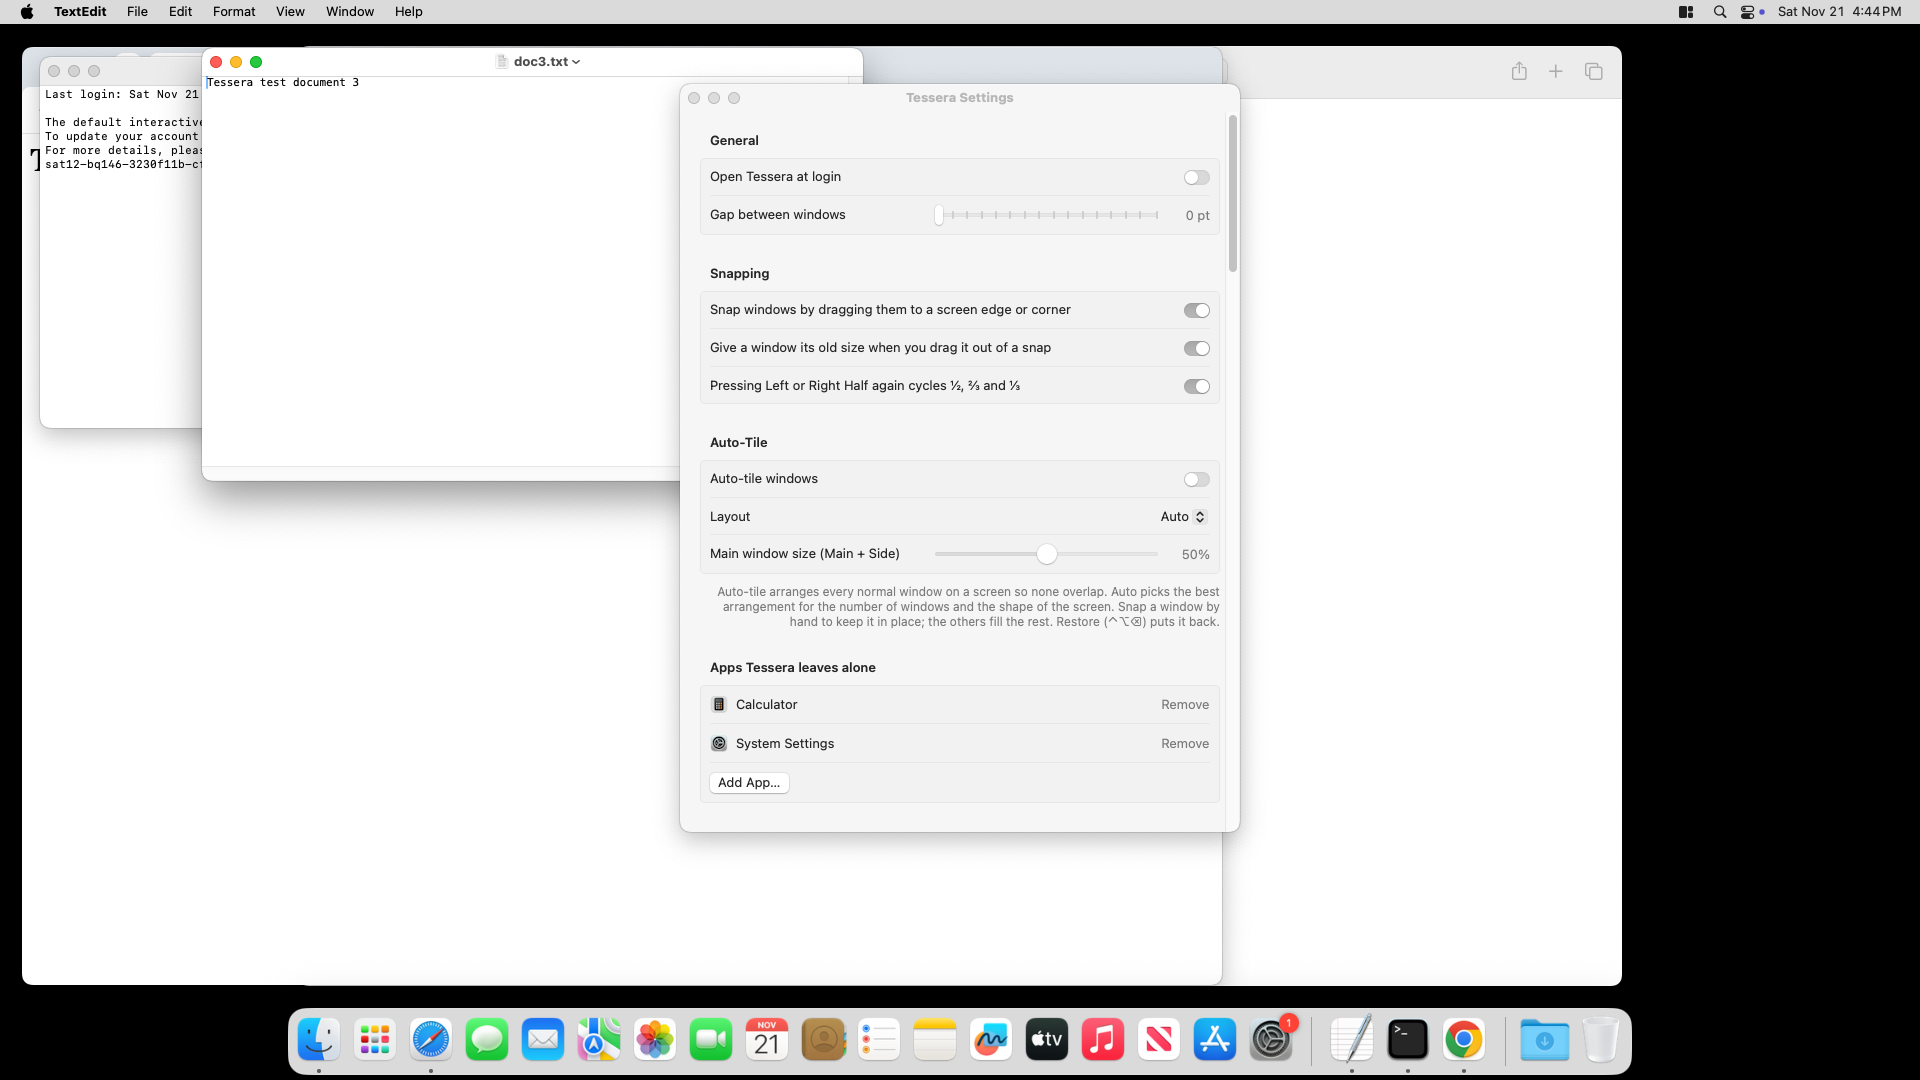 TextEdit File Edit Format View Window Help
Sat Nov 21 4:44 PM
doc3.txt
Tessera test document 3
Last login: Sat Nov 21
The default interactive
To update your account
For more details, pleas
sat12-bq146-3230f11b-c
Tessera Settings
General
Open Tessera at login
Gap between windows 0 pt
Snapping
Snap windows by dragging them to a screen edge or corner
Give a window its old size when you drag it out of a snap
Pressing Left or Right Half again cycles ½, ⅔ and ⅓
Auto-Tile
Auto-tile windows
Layout Auto
Main window size (Main + Side) 50%
Auto-tile arranges every normal window on a screen so none overlap. Auto picks the best
arrangement for the number of windows and the shape of the screen. Snap a window by
hand to keep it in place; the others fill the rest. Restore (^⌥⌫) puts it back.
Apps Tessera leaves alone
Calculator Remove
System Settings Remove
Add App...
NOV
21
tv
1